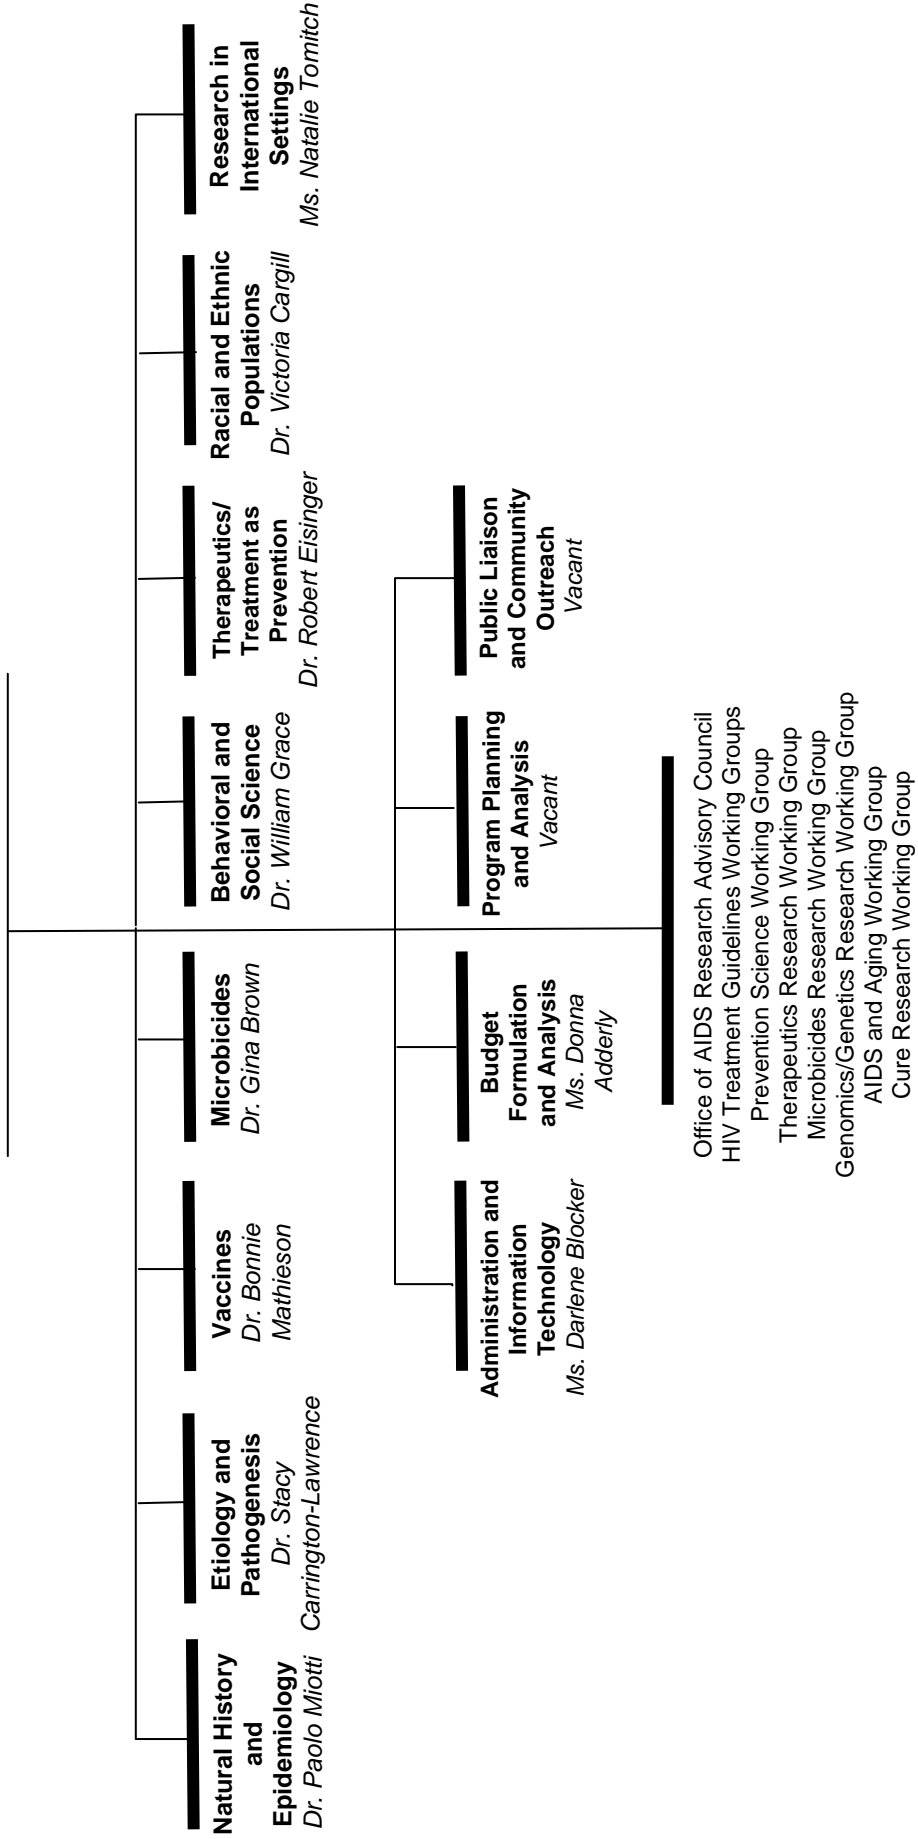 Natural History
and
Epidemiology
Dr. Paolo Miotti
Etiology and
Pathogenesis
Dr. Stacy
Carrington-Lawrence
Vaccines
Dr. Bonnie
Mathieson
Microbicides
Dr. Gina Brown
Behavioral and
Social Science
Dr. William Grace
Therapeutics/
Treatment as
Prevention
Dr. Robert Eisinger
Racial and Ethnic
Populations
Dr. Victoria Cargill
Research in
International
Settings
Ms. Natalie Tomitch
Administration and
Information
Technology
Ms. Darlene Blocker
Budget
Formulation
and Analysis
Ms. Donna
Adderly
Program Planning
and Analysis
Vacant
Public Liaison
and Community
Outreach
Vacant
Office of AIDS Research Advisory Council
HIV Treatment Guidelines Working Groups
Prevention Science Working Group
Therapeutics Research Working Group
Microbicides Research Working Group
Genomics/Genetics Research Working Group
AIDS and Aging Working Group
Cure Research Working Group